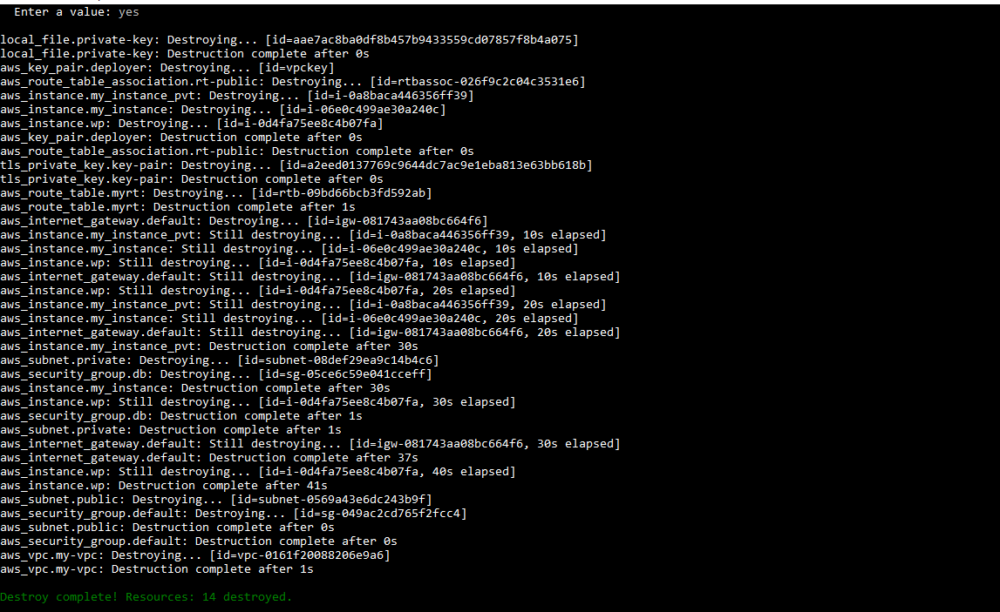 Enter a value: yes
local_file.private-key: Destroying... [id=aae7ac8ba0df8b457b9433559cd07857f8b4a075]
local_file.private-key: Destruction complete after 0s
aws_key_pair.deployer: Destroying... [id=vpckey]
aws_route_table_association.rt-public: Destroying... [id=rtbassoc-026f9c2c04c3531e6]
aws_instance.my_instance_pvt: Destroying... [id=i-0a8baca446356ff39]
aws_instance.my_instance: Destroying... [id=i-06e0c499ae30a240c]
aws_instance.wp: Destroying... [id=i-0d4fa75ee8c4b07fa]
aws_key_pair.deployer: Destruction complete after 0s
aws_route_table_association.rt-public: Destruction complete after 0s
tls_private_key.key-pair: Destroying... [id=a2eed0137769c9644dc7ac9e1eba813e63bb618b]
tls_private_key.key-pair: Destruction complete after 0s
aws_route_table.myrt: Destroying... [id=rtb-09bd66bcb3fd592ab]
aws_route_table.myrt: Destruction complete after 1s
aws_internet_gateway.default: Destroying... [id=igw-081743aa08bc664f6]
aws_instance.my_instance_pvt: Still destroying... [id=i-0a8baca446356ff39, 10s elapsed]
aws_instance.my_instance: Still destroying... [id=i-06e0c499ae30a240c, 10s elapsed]
aws_instance.wp: Still destroying... [id=i-0d4fa75ee8c4b07fa, 10s elapsed]
aws_internet_gateway.default: Still destroying... [id=igw-081743aa08bc664f6, 10s elapsed]
aws_instance.wp: Still destroying... [id=i-0d4fa75ee8c4b07fa, 20s elapsed]
aws_instance.my_instance_pvt: Still destroying... [id=i-0a8baca446356ff39, 20s elapsed]
aws_instance.my_instance: Still destroying... [id=i-06e0c499ae30a240c, 20s elapsed]
aws_internet_gateway.default: Still destroying... [id=igw-081743aa08bc664f6, 20s elapsed]
aws_instance.my_instance_pvt: Destruction complete after 30s
aws_subnet.private: Destroying... [id=subnet-08def29ea9c14b4c6]
aws_security_group.db: Destroying... [id=sg-05ce6c59e041cceff]
aws_instance.my_instance: Destruction complete after 30s
aws_instance.wp: Still destroying... [id=i-0d4fa75ee8c4b07fa, 30s elapsed]
aws_security_group.db: Destruction complete after 1s
aws_subnet.private: Destruction complete after 1s
aws_internet_gateway.default: Still destroying... [id=igw-081743aa08bc664f6, 30s elapsed]
aws_internet_gateway.default: Destruction complete after 37s
aws_instance.wp: Still destroying... [id=i-0d4fa75ee8c4b07fa, 40s elapsed]
aws_instance.wp: Destruction complete after 41s
aws_subnet.public: Destroying... [id=subnet-0569a43e6dc243b9f]
aws_security_group.default: Destroying... [id=sg-049ac2cd765f2fcc4]
aws_subnet.public: Destruction complete after 0s
aws_security_group.default: Destruction complete after 0s
aws_vpc.my-vpc: Destroying... [id=vpc-0161f20088206e9a6]
aws_vpc.my-vpc: Destruction complete after 1s
Destroy complete! Resources: 14 destroyed.